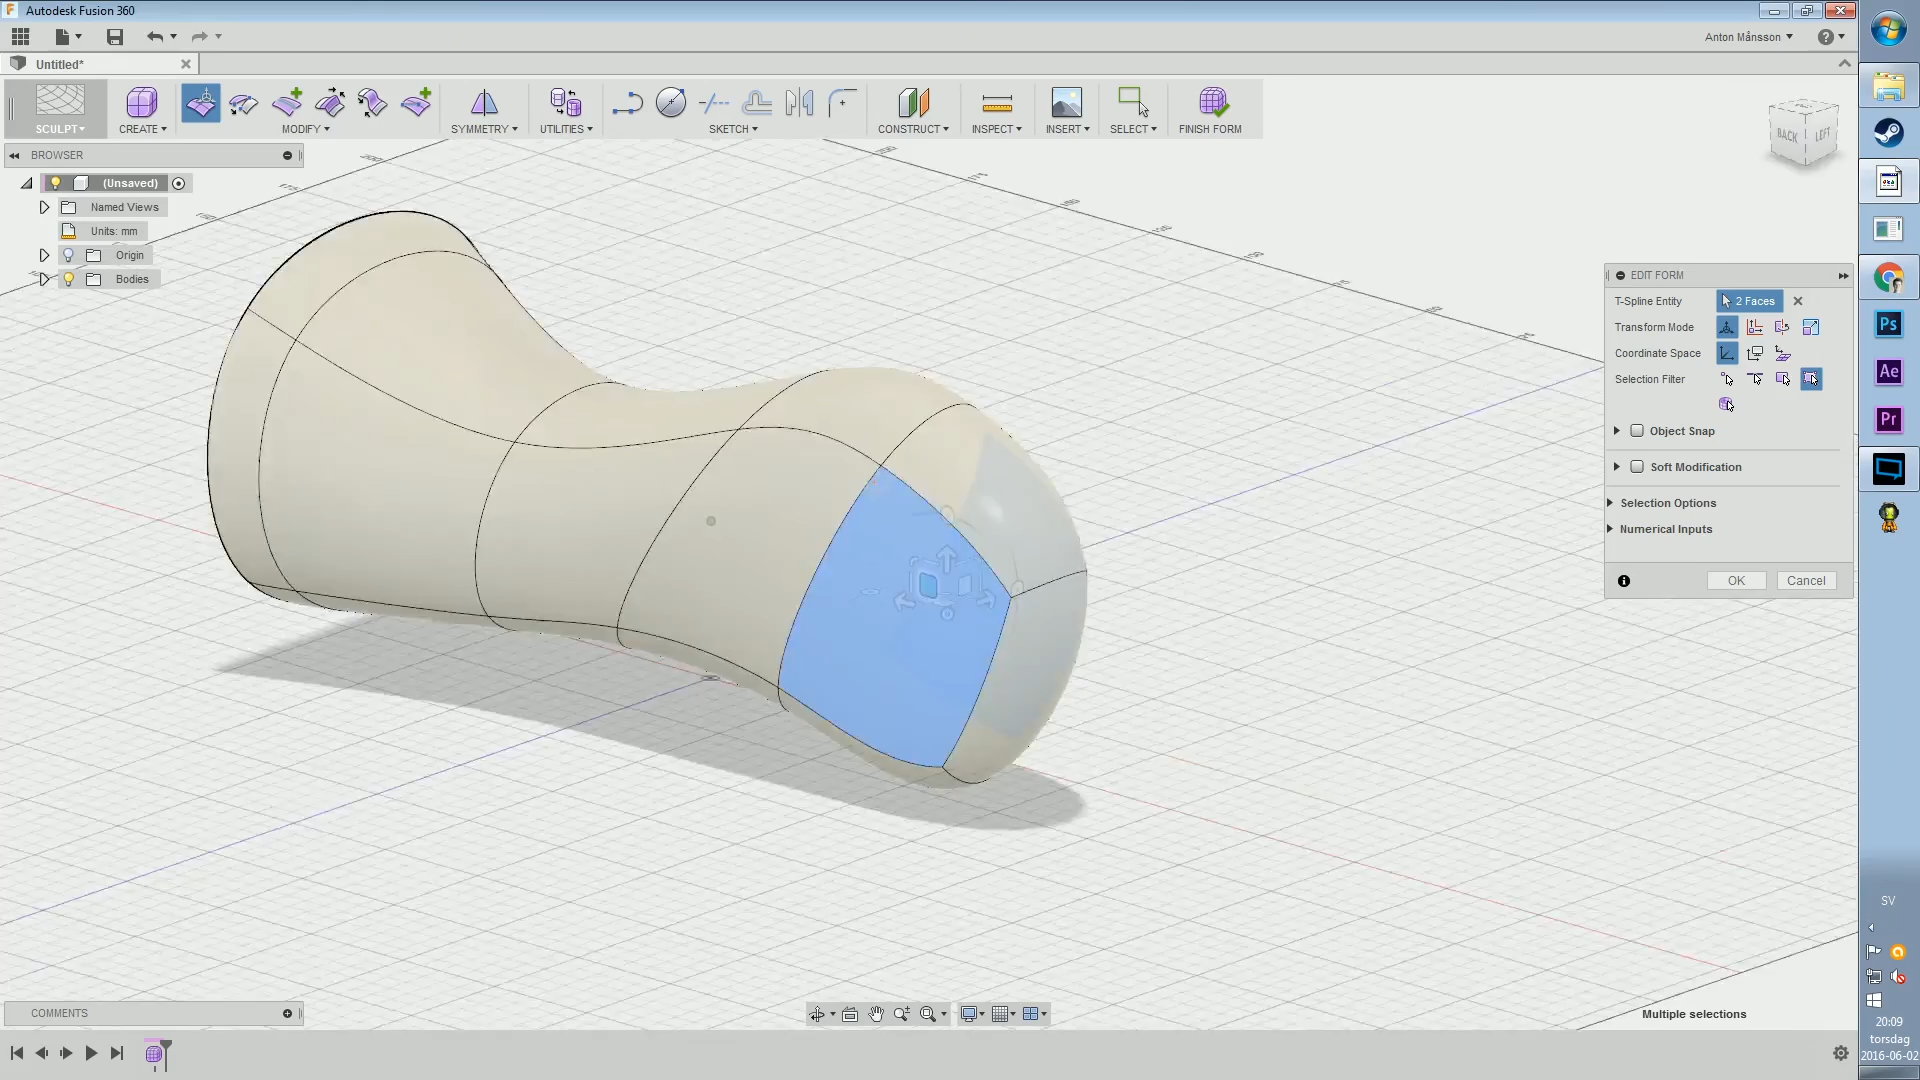 Autodesk Fusion 360
Anton Månsson
Untitled*
SCULPT
CREATE
MODIFY
SYMMETRY
UTILITIES
SKETCH
CONSTRUCT
INSPECT
INSERT
SELECT
FINISH FORM
BROWSER
(Unsaved)
Named Views
Units: mm
Origin
Bodies
BACK
LEFT
EDIT FORM
T-Spline Entity
2 Faces
Transform Mode
Coordinate Space
Selection Filter
Object Snap
Soft Modification
Selection Options
Numerical Inputs
OK
Cancel
Ps
Ae
Pr
SV
COMMENTS
Multiple selections
20:09
torsdag
2016-06-02